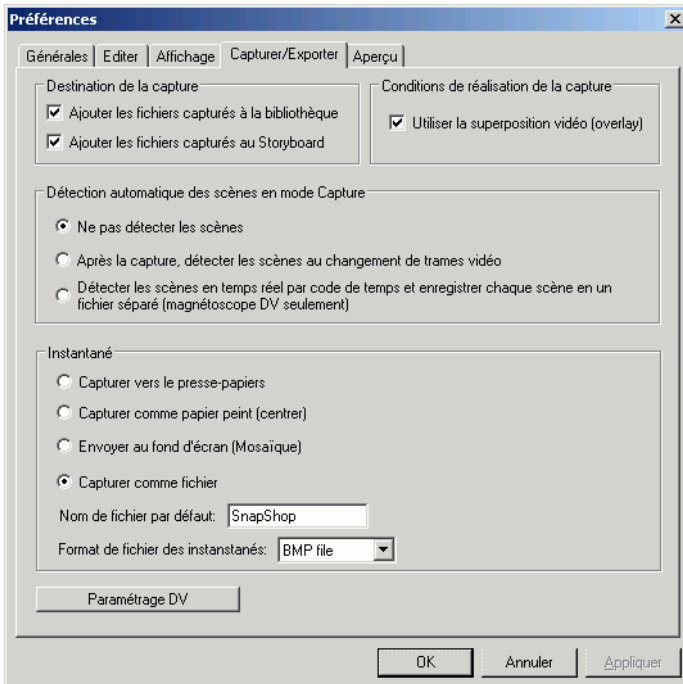 Préférences
Générales Editer Affichage Capturer/Exporter Aperçu
Destination de la capture
Ajouter les fichiers capturés à la bibliothèque
Ajouter les fichiers capturés au Storyboard
Conditions de réalisation de la capture
Utiliser la superposition vidéo (overlay)
Détection automatique des scènes en mode Capture
Ne pas détecter les scènes
Après la capture, détecter les scènes au changement de trames vidéo
Détecter les scènes en temps réel par code de temps et enregistrer chaque scène en un
fichier séparé (magnétoscope DV seulement)
Instantané
Capturer vers le presse-papiers
Capturer comme papier peint (centrer)
Envoyer au fond d'écran (Mosaïque)
Capturer comme fichier
Nom de fichier par défaut: SnapShop
Format de fichier des instanstanés: BMP file
Paramétrage DV
OK Annuler Appliquer